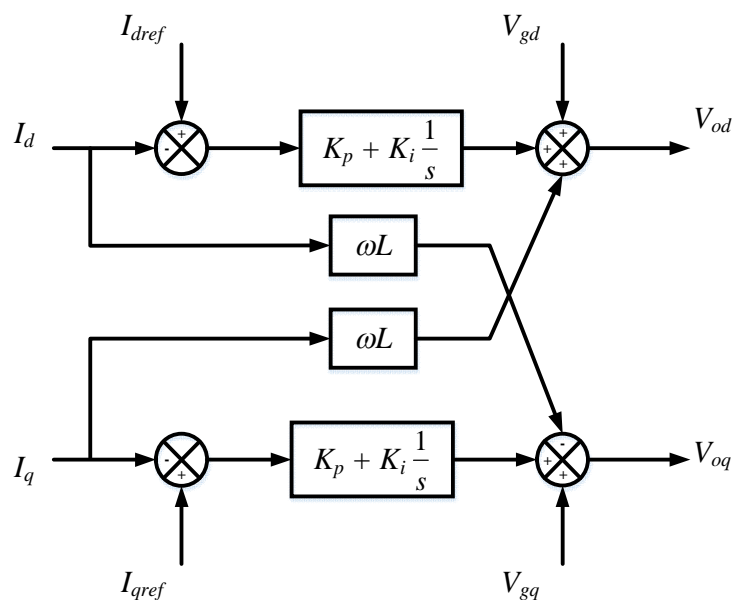 I_dref
V_gd
I_d
V_od
+
-
K_p + K_i 1/s
+
+
+
ωL
ωL
-
I_q
-
+
K_p + K_i 1/s
+
+
V_oq
I_qref
V_gq